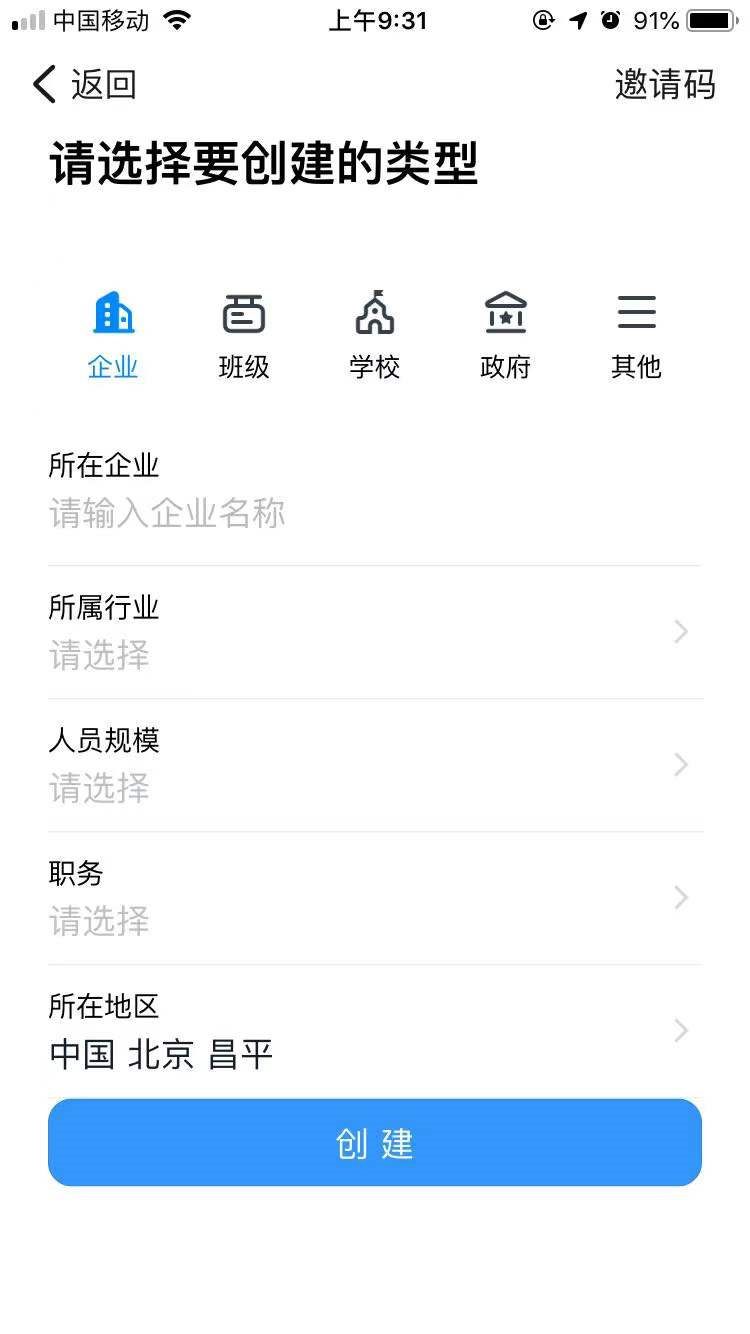 中国移动 上午9:31 91%
返回 邀请码
请选择要创建的类型
企业 班级 学校 政府 其他
所在企业
请输入企业名称
所属行业
请选择
人员规模
请选择
职务
请选择
所在地区
中国 北京 昌平
创 建